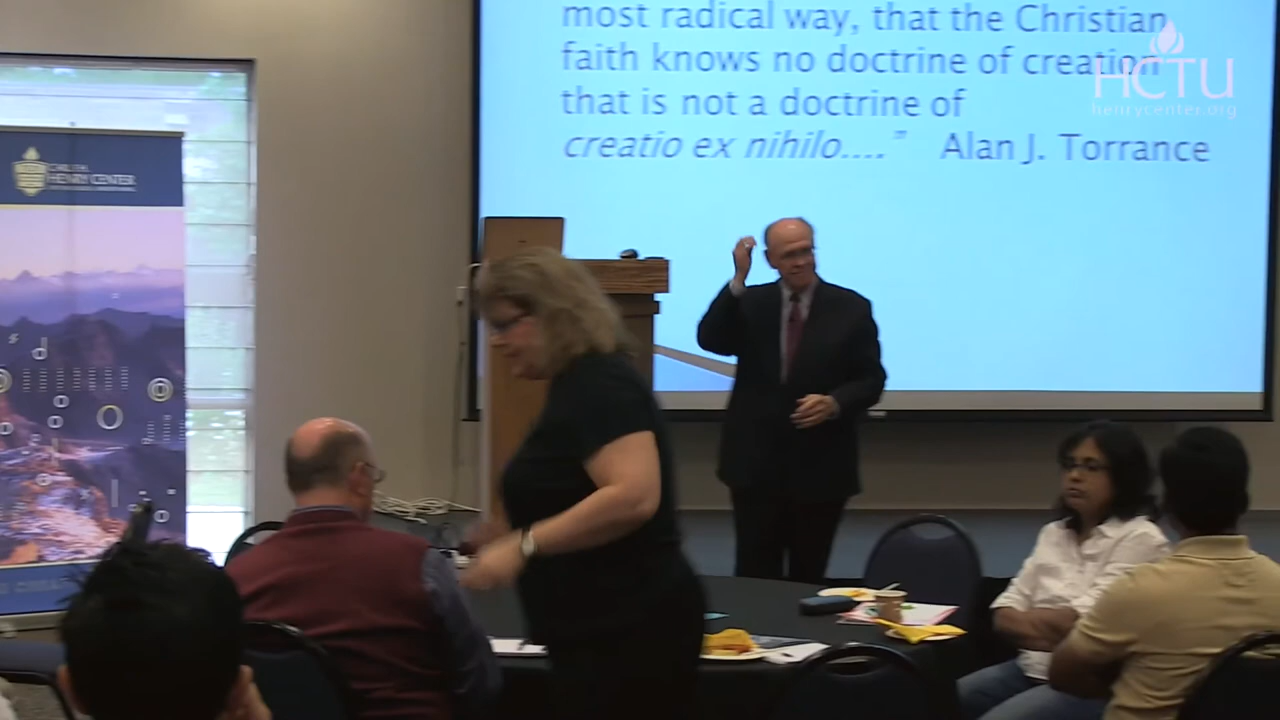 most radical way, that the Christian
faith knows no doctrine of creation
that is not a doctrine of
creatio ex nihilo....” Alan J. Torrance
HCTU
henrycenter.org
HENRY CENTER